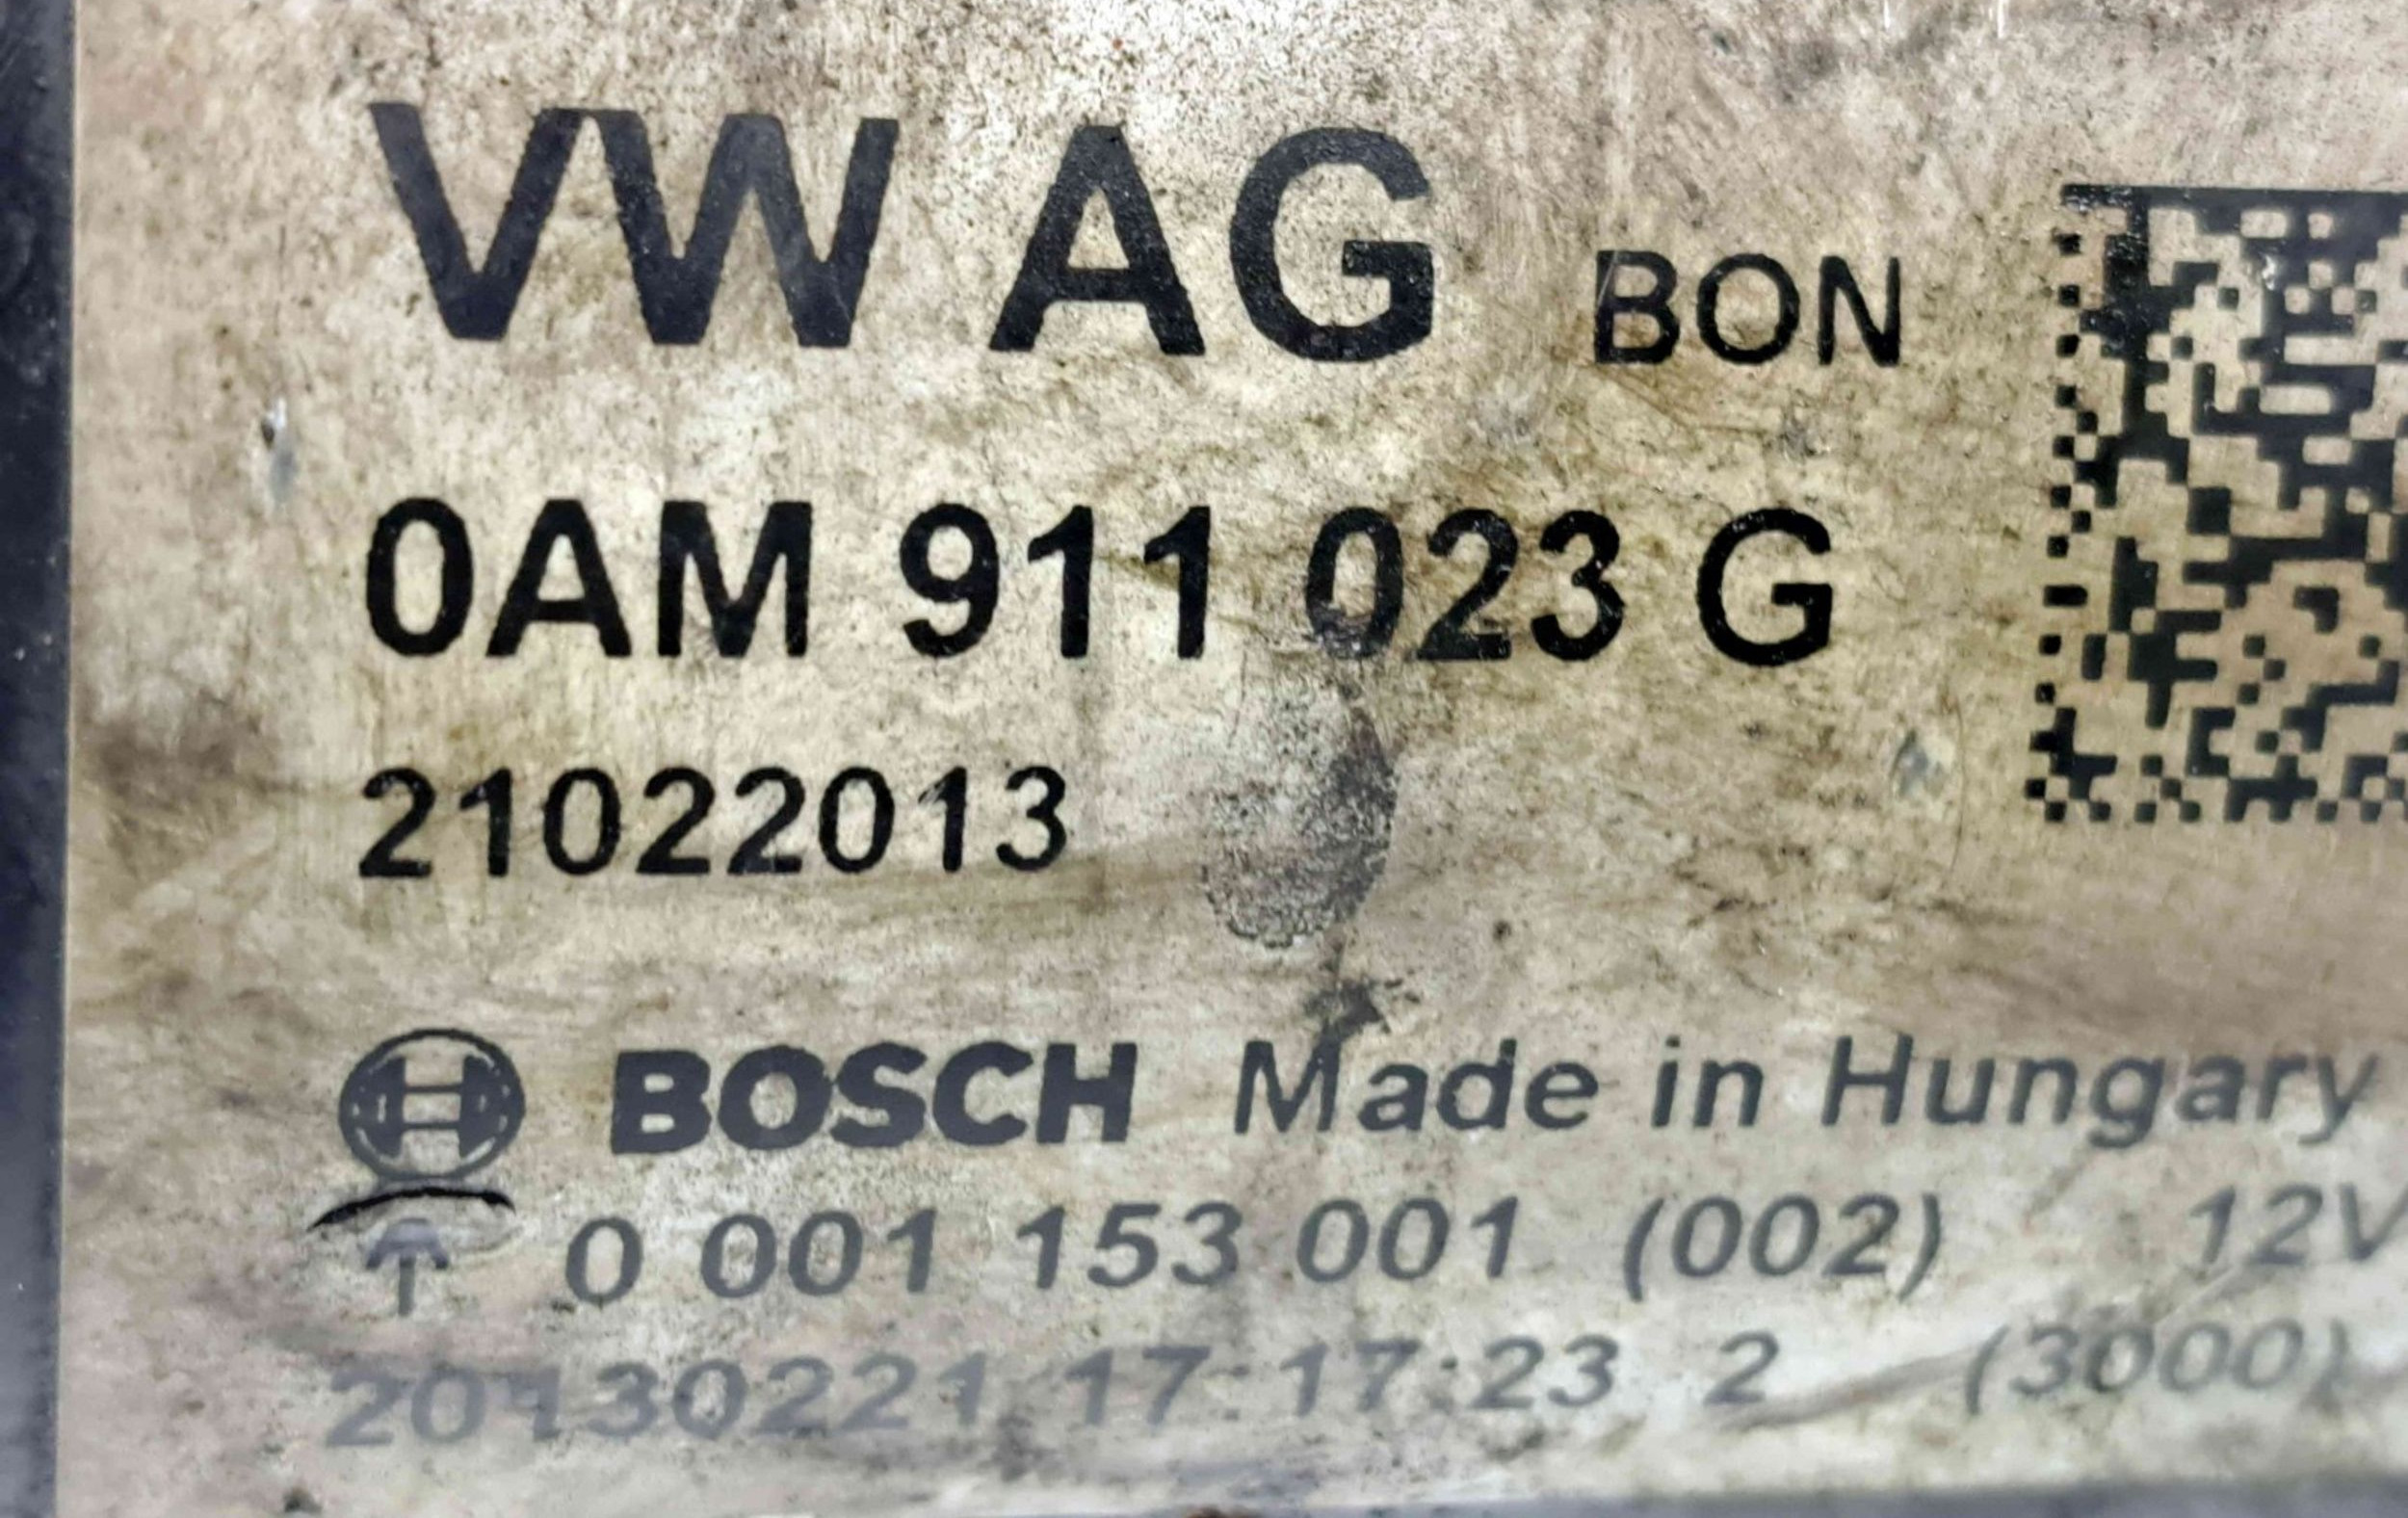 VW AG BON
0AM 911 023 G
21022013
BOSCH Made in Hungary
0 001 153 001 (002) 12V
20130221 17:17:23 2 (3000)